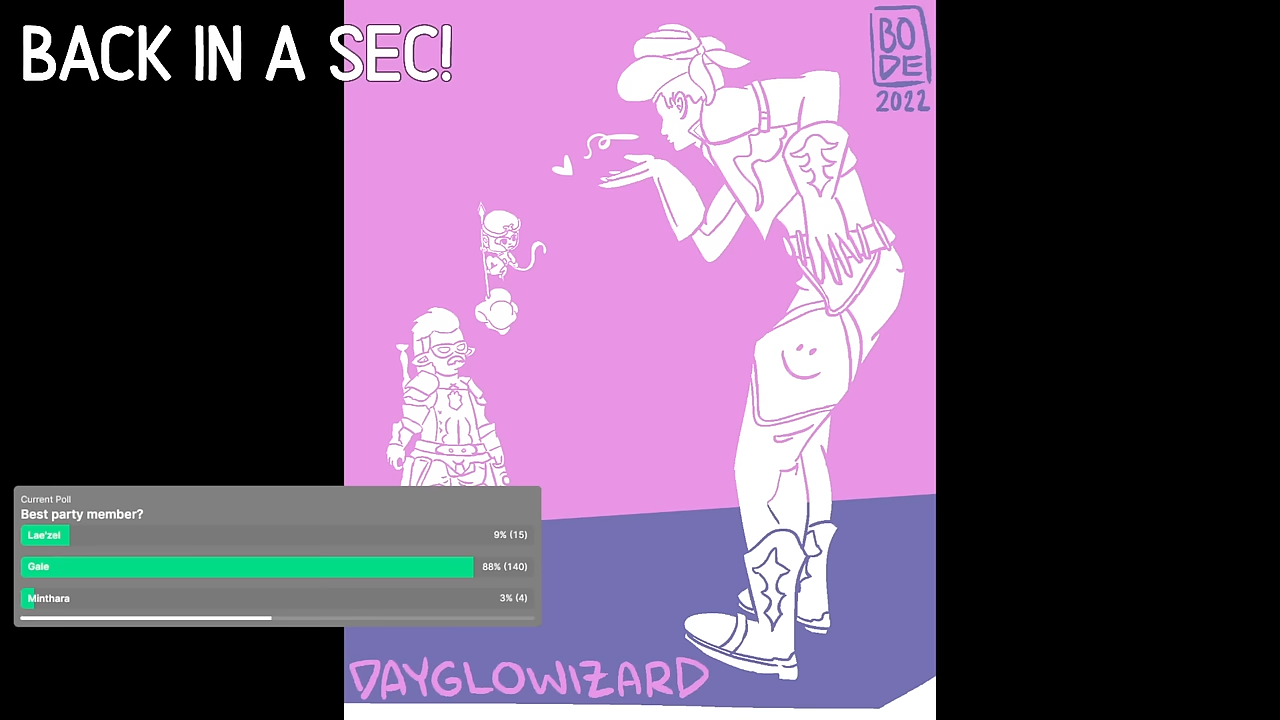 BACK IN A SEC!
BO
DE
2022
Current Poll
Best party member?
Lae'zel 9% (15)
Gale 88% (140)
Minthara 3% (4)
DAYGLOWIZARD